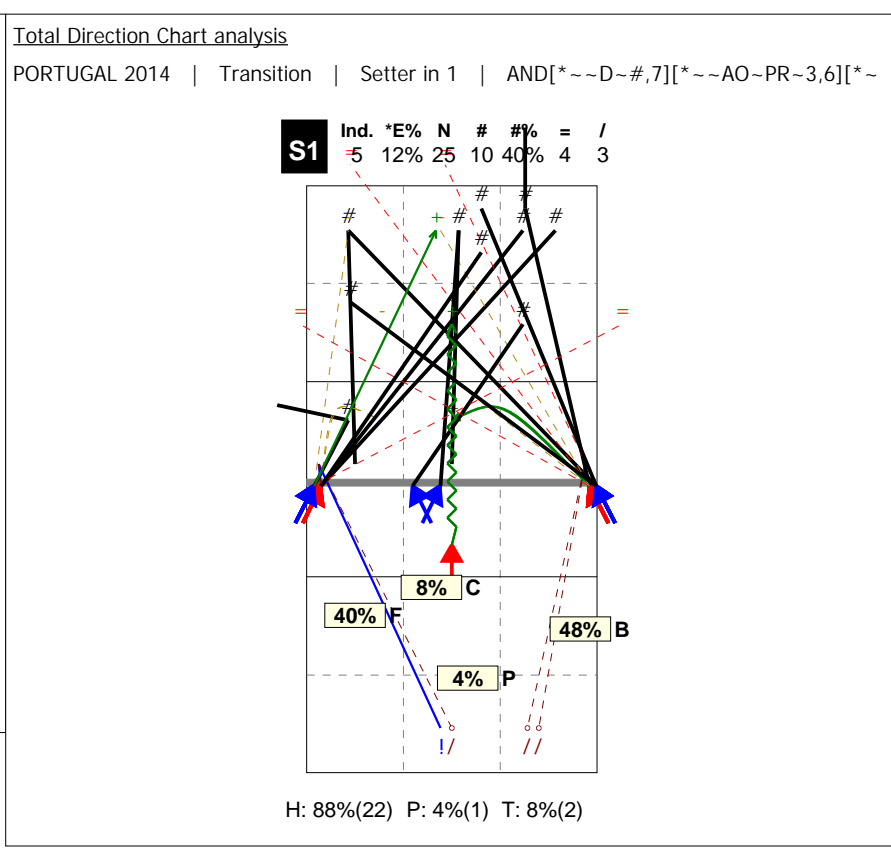 Total Direction Chart analysis
PORTUGAL 2014 | Transition | Setter in 1 | AND[*~~D~#,7][*~~AO~PR~3,6][*~
Ind. *E% N # #% = /
S1 5 12% 25 10 40% 4 3
= =
# #
# + # # #
#
# - #
= =
#
8% C
40% F
48% B
4% P
!/ //
H: 88%(22) P: 4%(1) T: 8%(2)